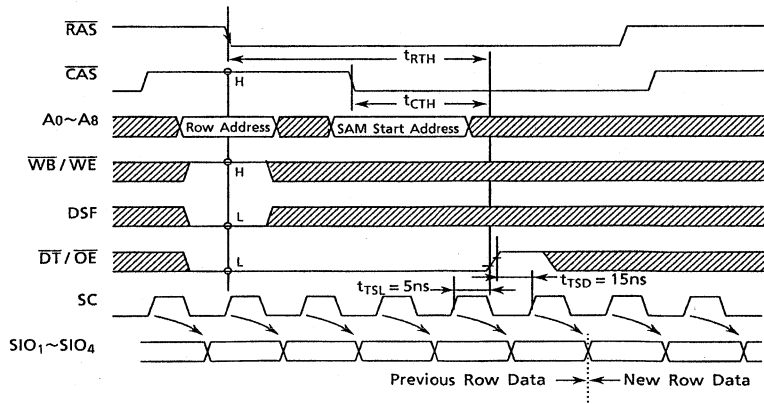 RAS
tRTH
CAS
H
tCTH
A0~A8
Row Address
SAM Start Address
WB / WE
H
DSF
L
DT / OE
L
tTSL = 5ns
tTSD = 15ns
SC
SIO1~SIO4
Previous Row Data
New Row Data